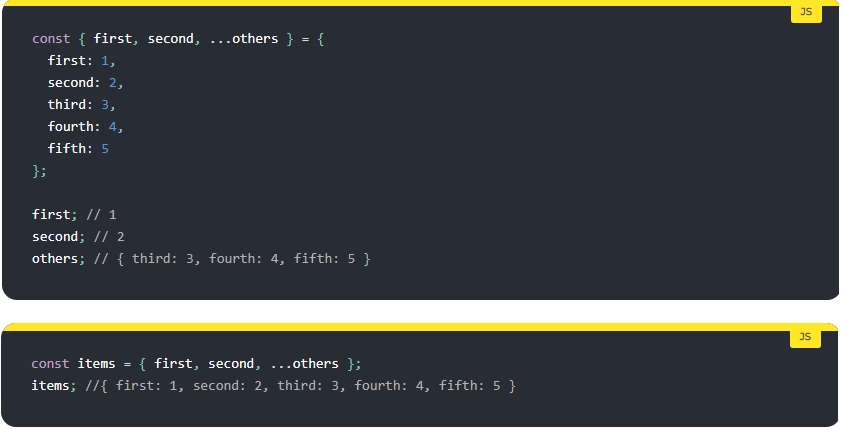 JS
const { first, second, ...others } = {
  first: 1,
  second: 2,
  third: 3,
  fourth: 4,
  fifth: 5
};
first; // 1
second; // 2
others; // { third: 3, fourth: 4, fifth: 5 }
JS
const items = { first, second, ...others };
items; //{ first: 1, second: 2, third: 3, fourth: 4, fifth: 5 }